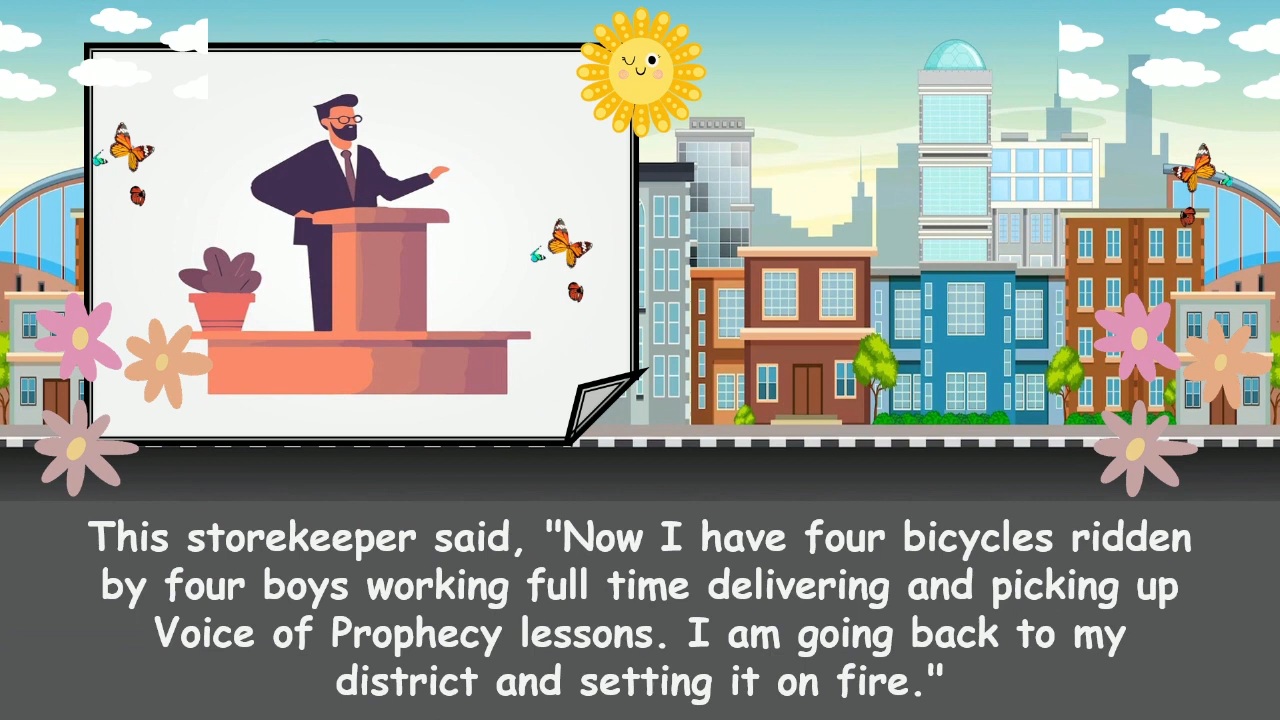 This storekeeper said, "Now I have four bicycles ridden
by four boys working full time delivering and picking up
Voice of Prophecy lessons. I am going back to my
district and setting it on fire."